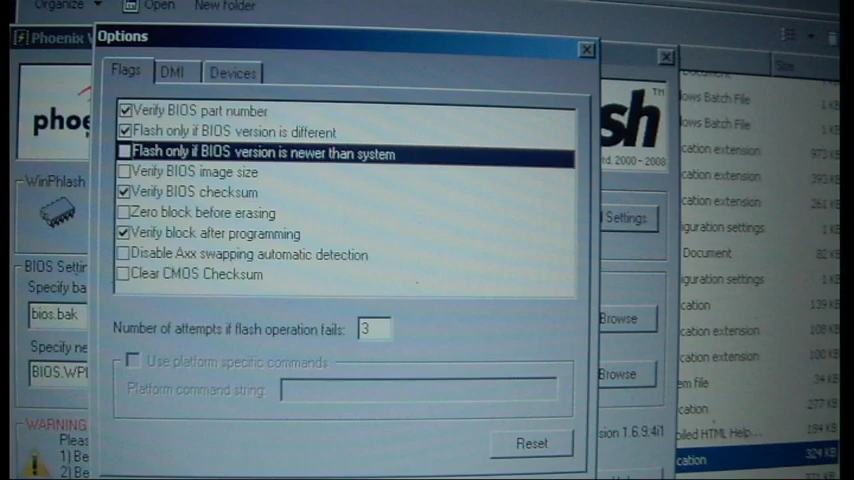 Organize
Open
New folder
Phoenix
Options
Size
Flags
DMI
Devices
Verify BIOS part number
Flash only if BIOS version is different
Flash only if BIOS version is newer than system
Verify BIOS image size
Verify BIOS checksum
Zero block before erasing
Verify block after programming
Disable Axx swapping automatic detection
Clear CMOS Checksum
Number of attempts if flash operation fails: 3
Use platform specific commands
Platform command string:
Reset
phoe
WinPhlash
BIOS Settin
Specify ba
bios.bak
Specify ne
BIOS.WP
WARNING
Pleas
1) Be
2) Be
sh
TM
td. 2000 - 2008
Settings
Browse
Browse
sion 1.6.9.4i1
ows Batch File 1 KB
ows Batch File 1 KB
cation extension 973 KB
cation extension 393 KB
cation extension 261 KB
guration settings 1 KB
Document 82 KB
guration settings 1 KB
cation 139 KB
cation extension 108 KB
cation extension 100 KB
em file 34 KB
cation 277 KB
piled HTML Help... 184 KB
cation 324 KB